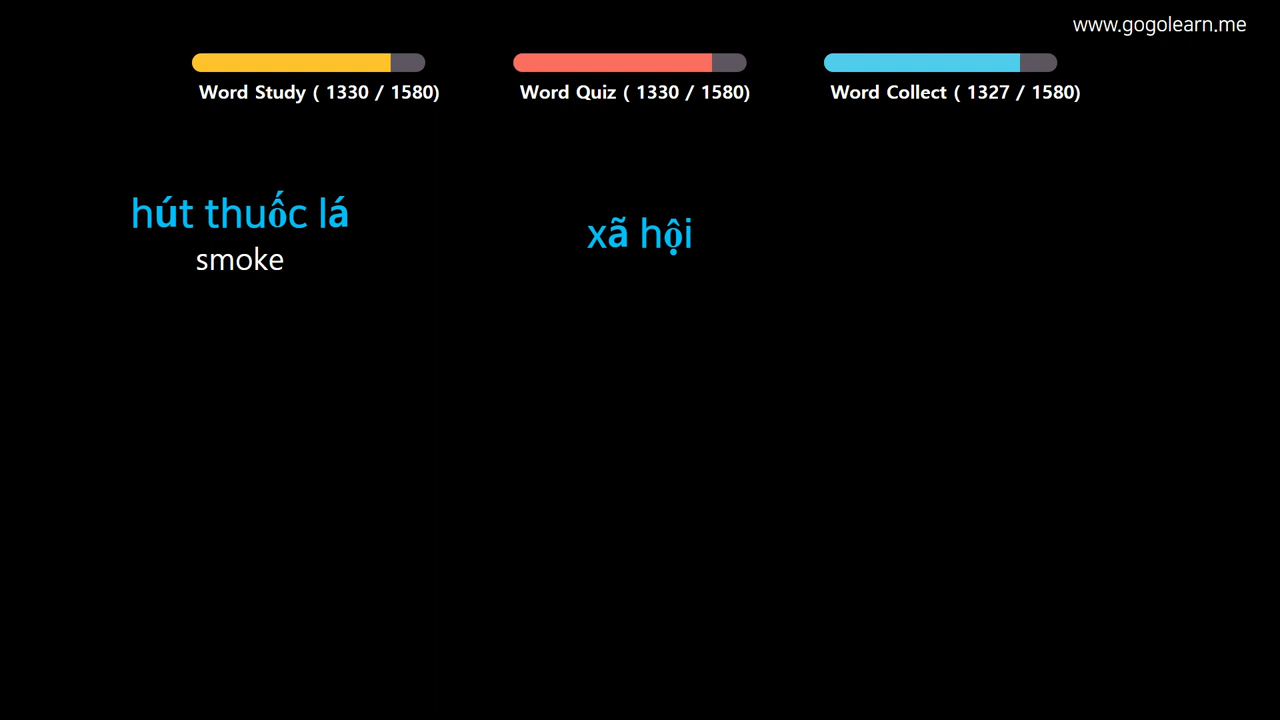 www.gogolearn.me
Word Study ( 1330 / 1580)
Word Quiz ( 1330 / 1580)
Word Collect ( 1327 / 1580)
hút thuốc lá
smoke
xã hội